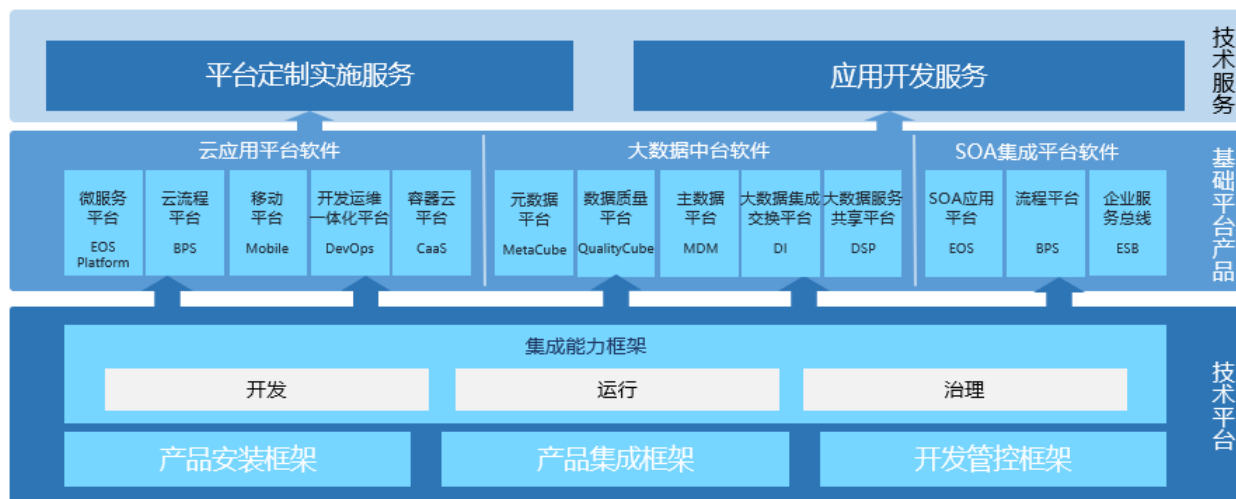 平台定制实施服务
应用开发服务
技术服务
云应用平台软件
微服务
平台
EOS
Platform
云流程
平台
BPS
移动
平台
Mobile
开发运维
一体化平台
DevOps
容器云
平台
CaaS
大数据中台软件
元数据
平台
MetaCube
数据质量
平台
QualityCube
主数据
平台
MDM
大数据集成
交换平台
DI
大数据服务
共享平台
DSP
SOA集成平台软件
SOA应用
平台
EOS
流程平台
BPS
企业服
务总线
ESB
基础平台产品
集成能力框架
开发
运行
治理
产品安装框架
产品集成框架
开发管控框架
技术平台